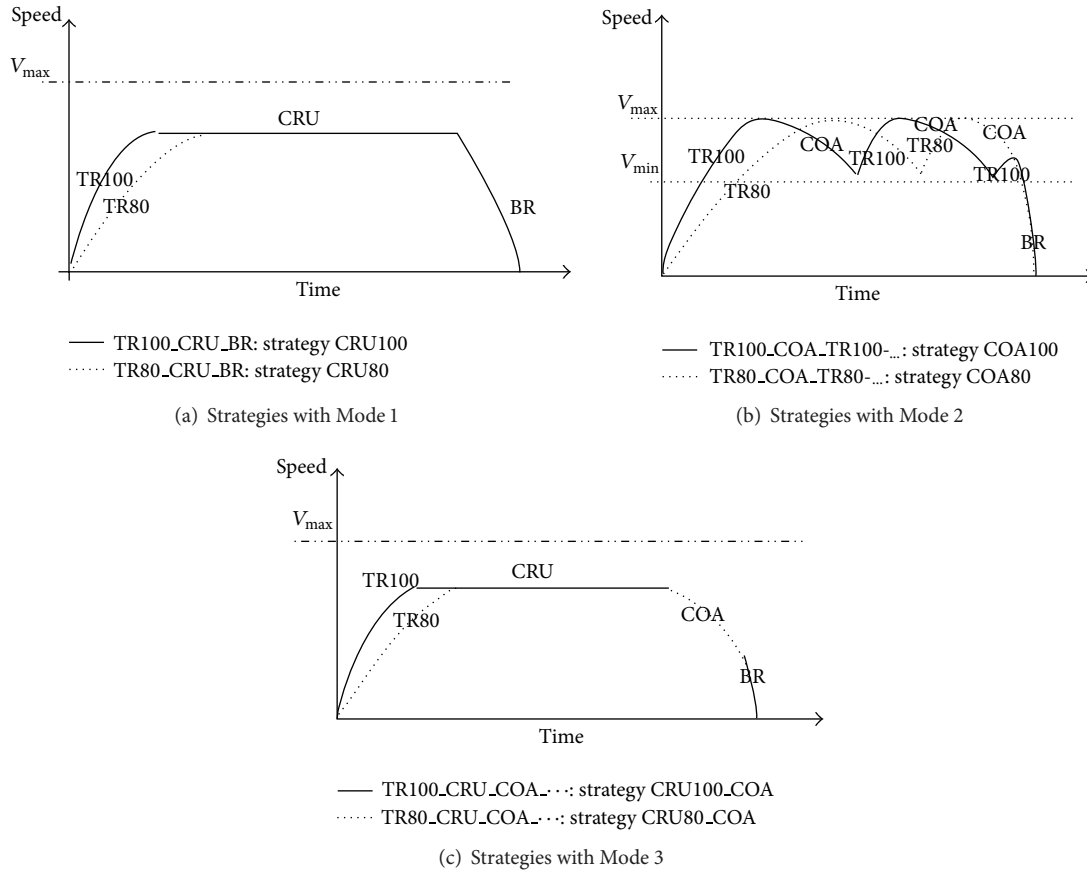 Speed
Vmax
CRU
TR100
TR80
BR
Time
TR100_CRU_BR: strategy CRU100
TR80_CRU_BR: strategy CRU80
(a) Strategies with Mode 1
Speed
Vmax
COA
COA
COA
TR80
TR100
TR100
Vmin
TR100
TR80
BR
Time
TR100_COA_TR100-...: strategy COA100
TR80_COA_TR80-...: strategy COA80
(b) Strategies with Mode 2
Speed
Vmax
TR100
CRU
TR80
COA
BR
Time
TR100_CRU_COA_···: strategy CRU100_COA
TR80_CRU_COA_···: strategy CRU80_COA
(c) Strategies with Mode 3